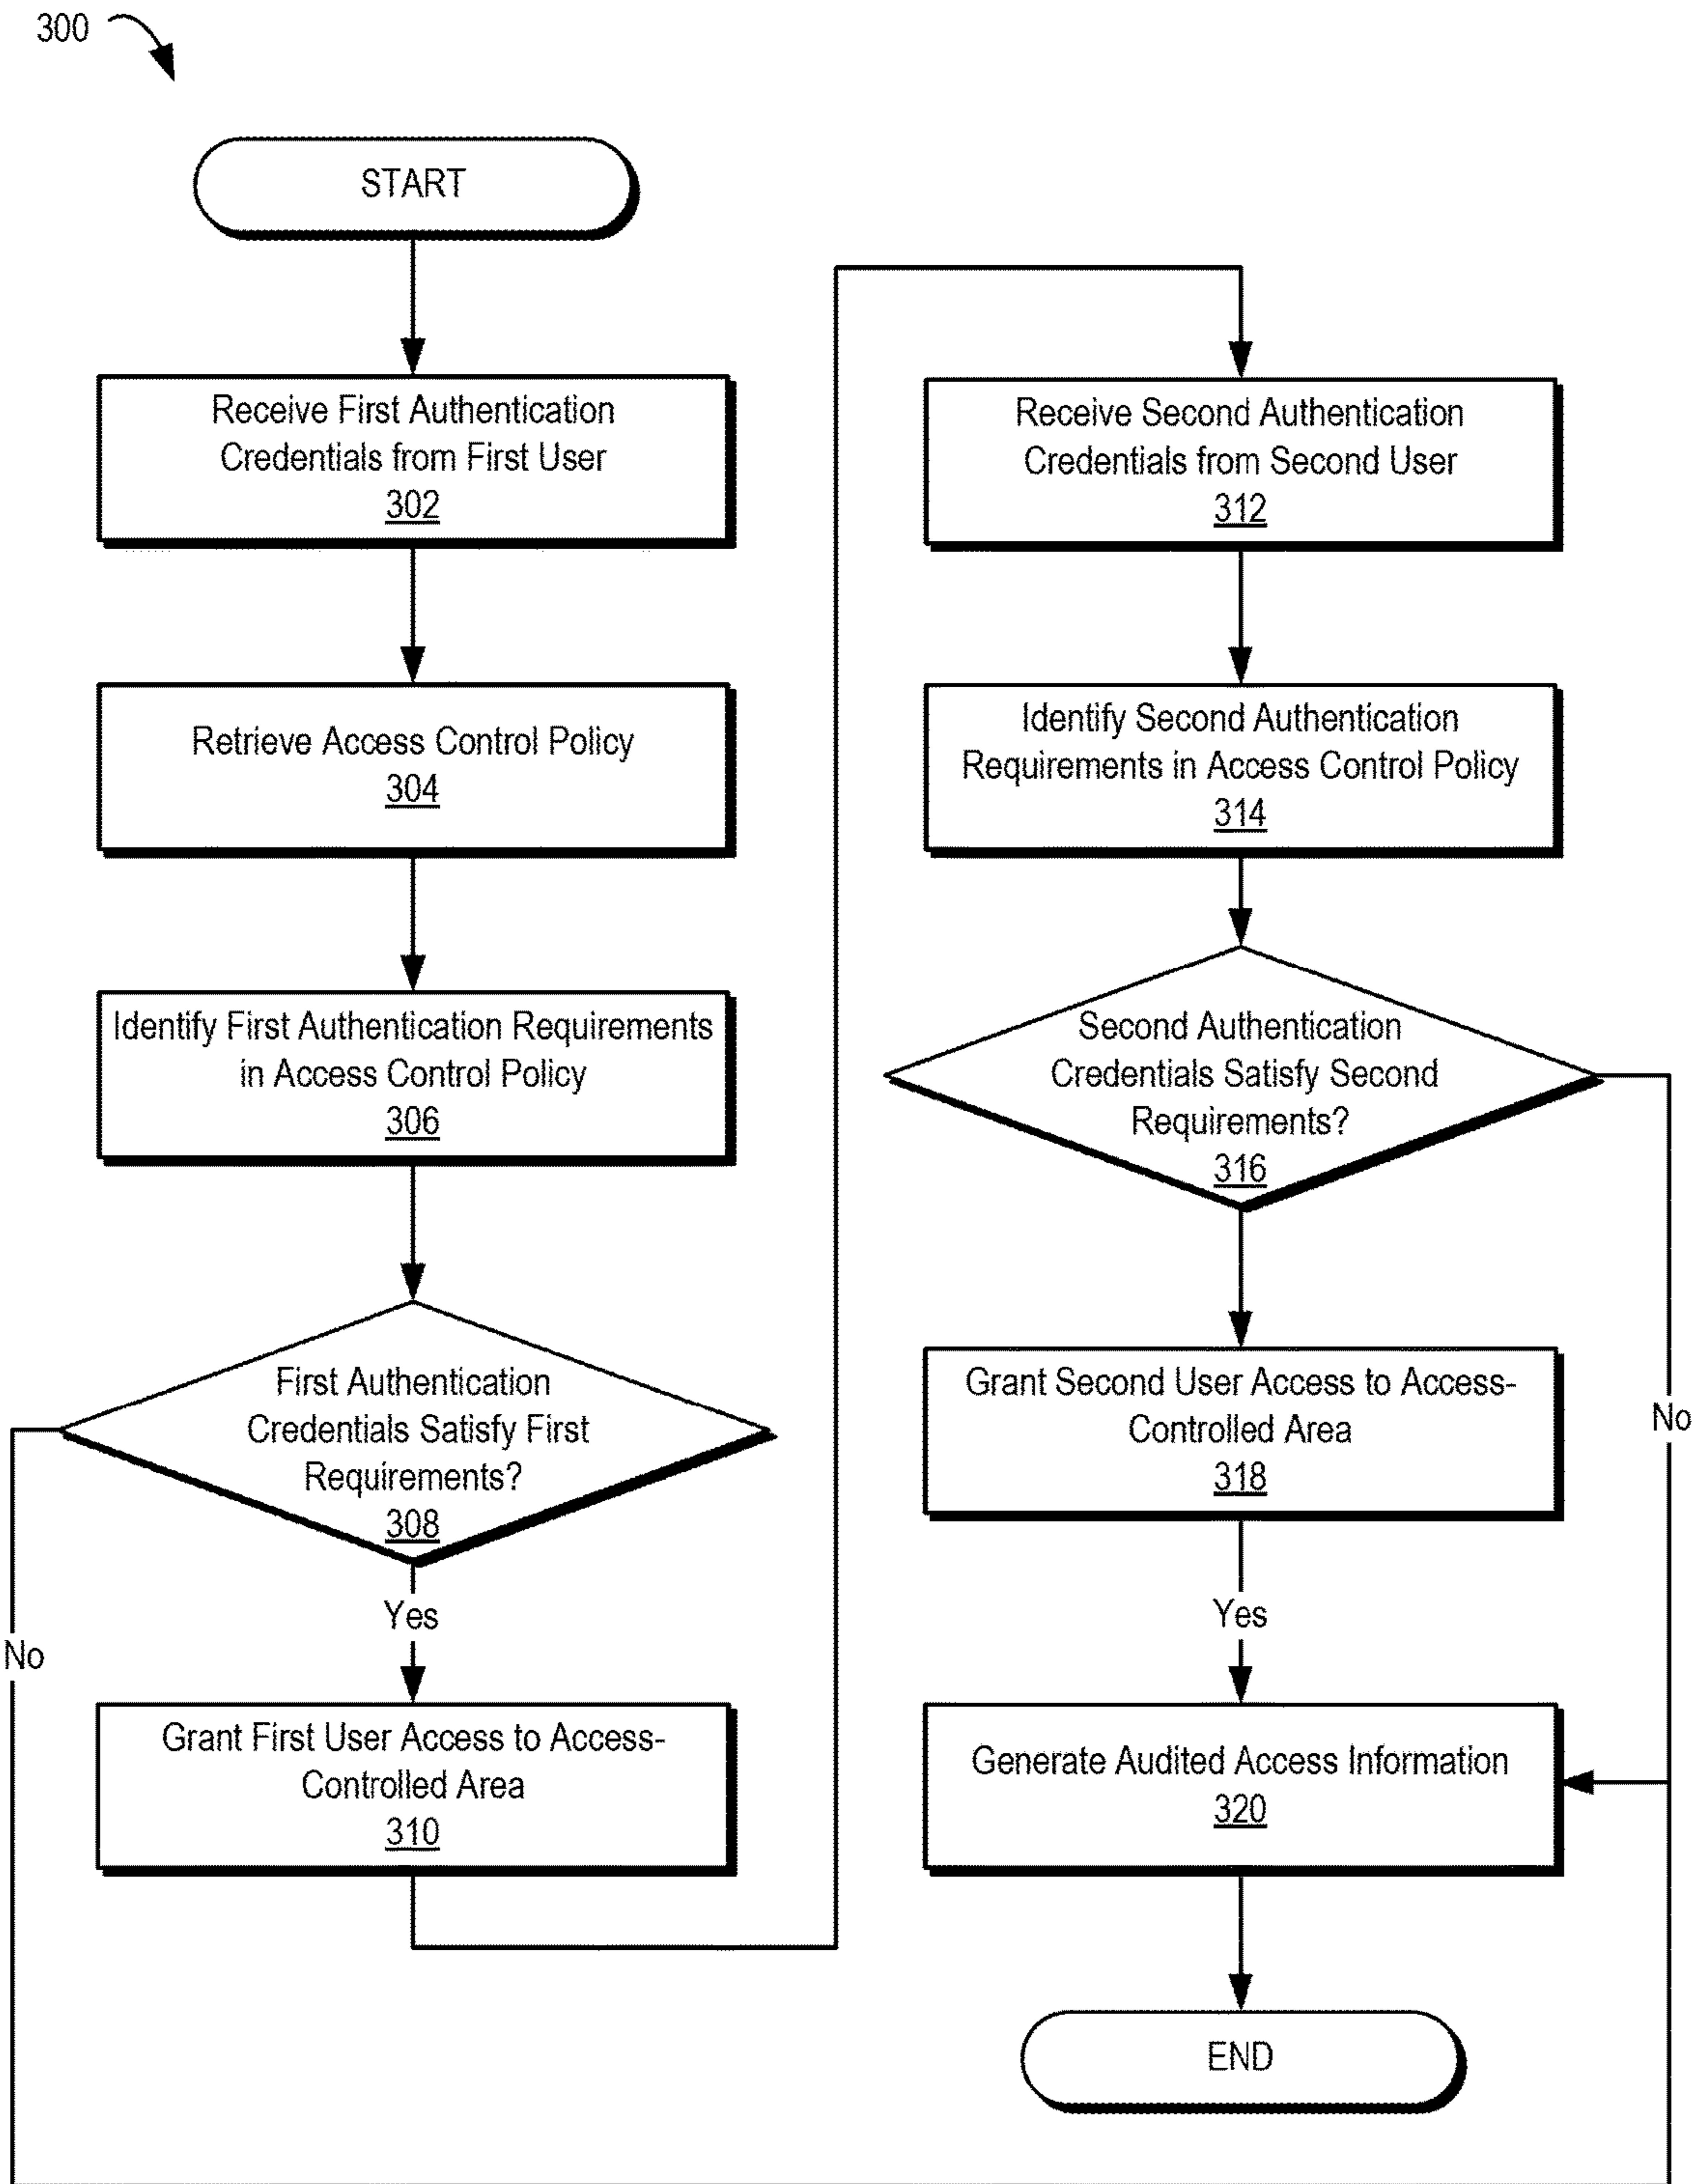 300
START
Receive First Authentication
Credentials from First User
302
Retrieve Access Control Policy
304
Identify First Authentication Requirements
in Access Control Policy
306
First Authentication
Credentials Satisfy First
Requirements?
308
Yes
No
Grant First User Access to Access-
Controlled Area
310
Receive Second Authentication
Credentials from Second User
312
Identify Second Authentication
Requirements in Access Control Policy
314
Second Authentication
Credentials Satisfy Second
Requirements?
316
Grant Second User Access to Access-
Controlled Area
318
No
Yes
Generate Audited Access Information
320
END